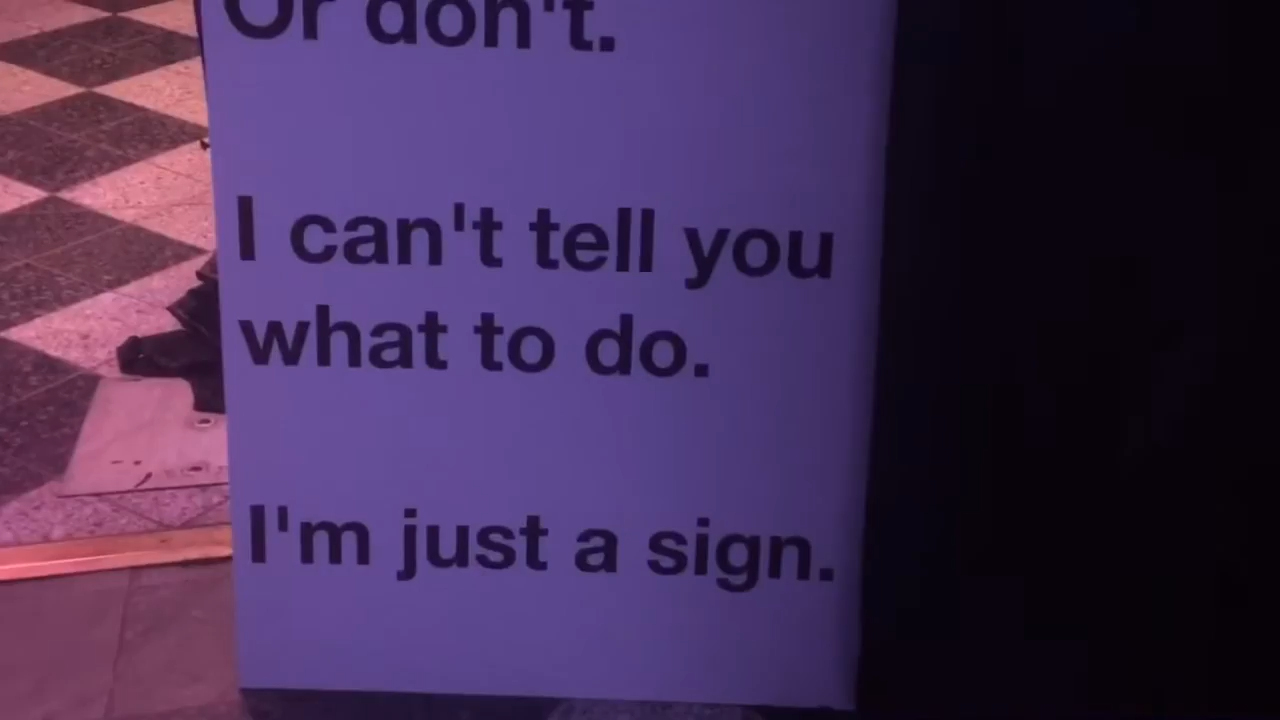 Or don't.
I can't tell you
what to do.
I'm just a sign.